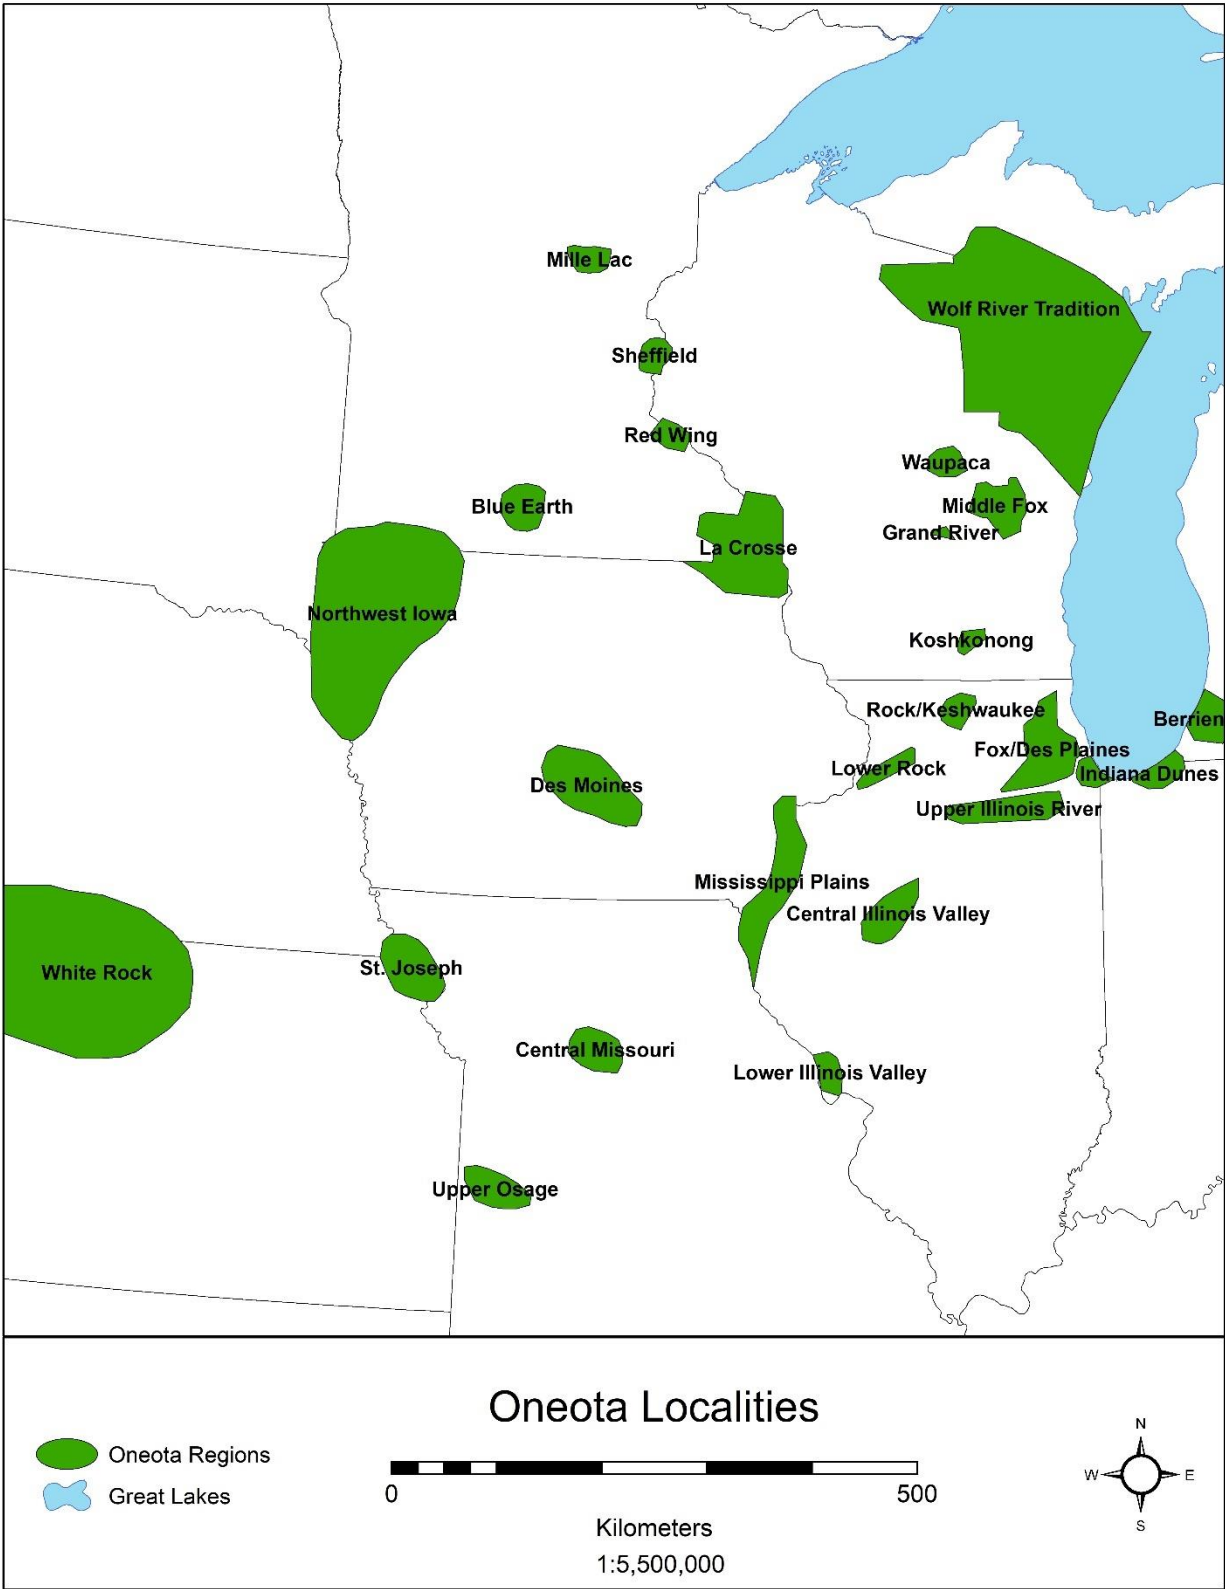 Mille Lac
Wolf River Tradition
Sheffield
Red Wing
Waupaca
Blue Earth
Middle Fox
Grand River
La Crosse
Northwest Iowa
Koshkonong
Rock/Keshwaukee
Berrien
Fox/Des Plaines
Lower Rock
Indiana Dunes
Des Moines
Upper Illinois River
Mississippi Plains
Central Illinois Valley
St. Joseph
White Rock
Central Missouri
Lower Illinois Valley
Upper Osage
Oneota Localities
Oneota Regions
Great Lakes
0 500
Kilometers
1:5,500,000
N
W E
S